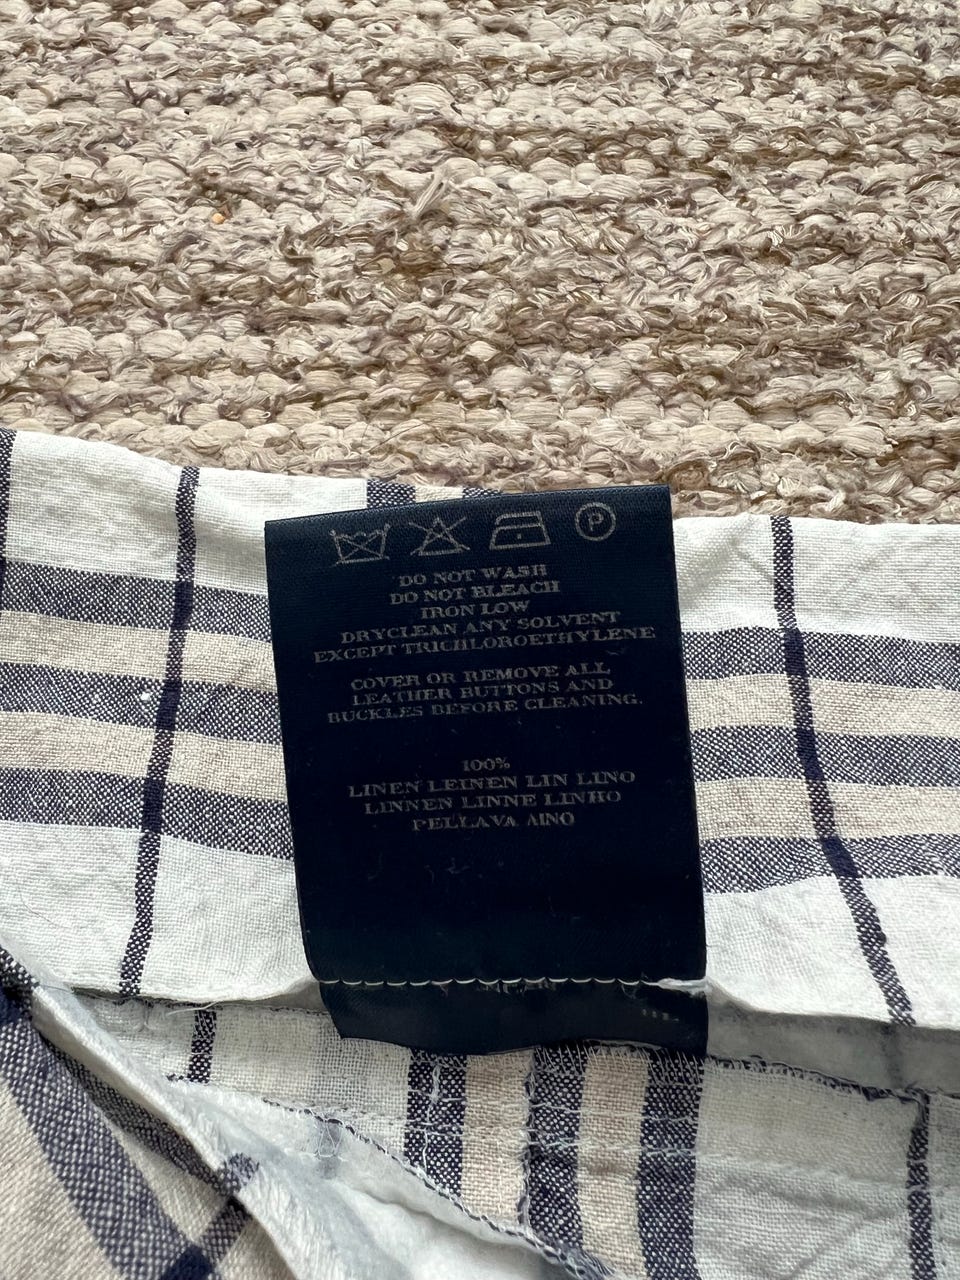 P
DO NOT WASH
DO NOT BLEACH
IRON LOW
DRYCLEAN ANY SOLVENT
EXCEPT TRICHLOROETHYLENE
COVER OR REMOVE ALL
LEATHER BUTTONS AND
BUCKLES BEFORE CLEANING.
100%
LINEN LEINEN LIN LINO
LINNEN LINNE LINHO
PELLAVA ΛΙΝΟ